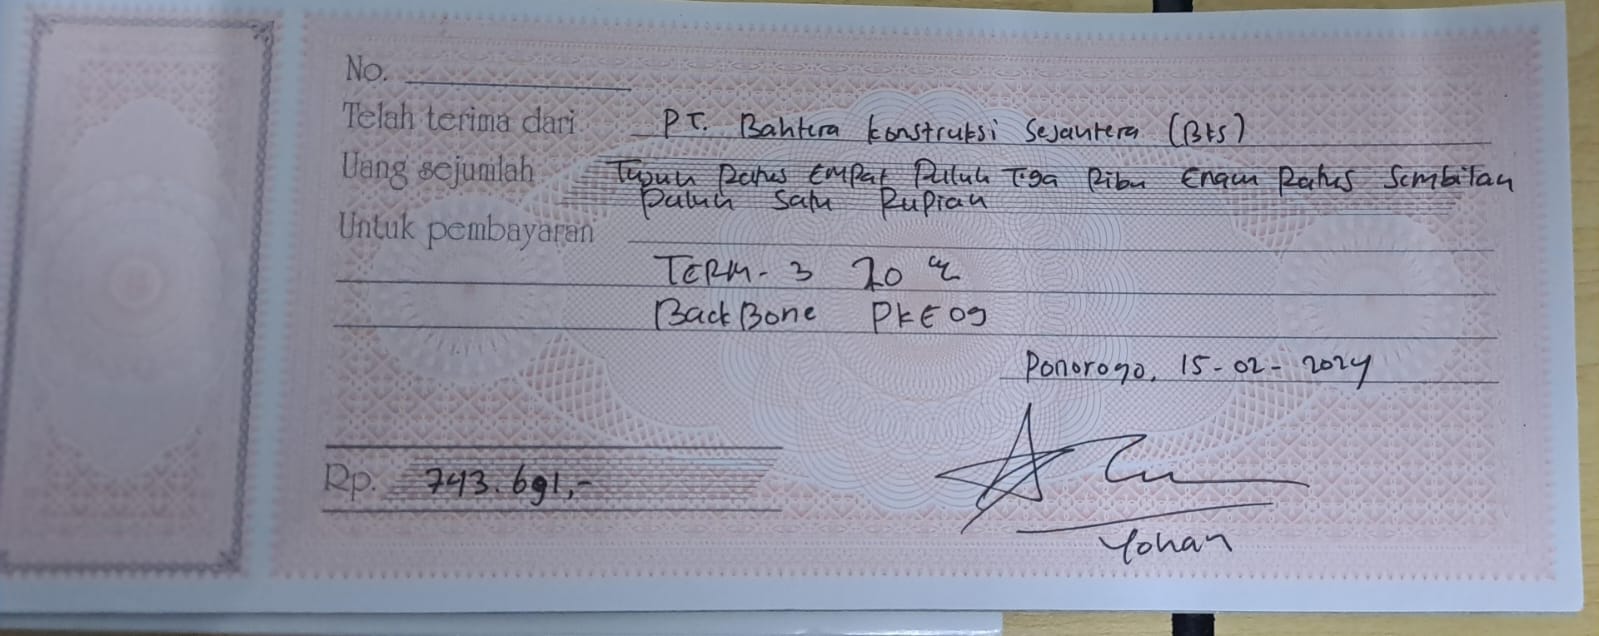 No.
Telah terima dari PT. Bahtera Konstruksi Sejahtera (BKS)
Uang sejumlah Tujuh Ratus Empat Puluh Tiga Ribu Enam Ratus Sembilan
Puluh Satu Rupiah
Untuk pembayaran
TERM-3 20 %
BackBone PKE09
Ponorogo, 15-02-2024
Rp. 743.691,-
Yohan